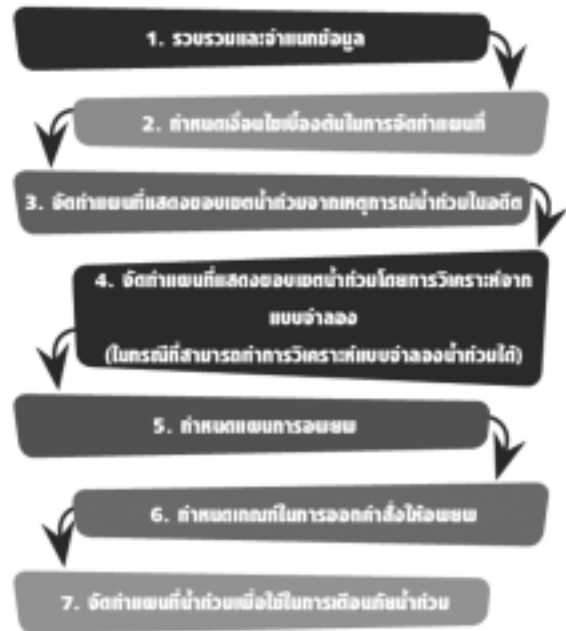 1. รวบรวมและจำแนกข้อมูล
2. กำหนดเงื่อนไขเบื้องต้นในการจัดทำแผนที่
3. จัดทำแผนที่แสดงขอบเขตน้ำท่วมจากเหตุการณ์น้ำท่วมในอดีต
4. จัดทำแผนที่แสดงขอบเขตน้ำท่วมโดยการวิเคราะห์จาก
แบบจำลอง
(ในกรณีที่สามารถทำการวิเคราะห์แบบจำลองน้ำท่วมได้)
5. กำหนดแผนการอพยพ
6. กำหนดเกณฑ์ในการออกคำสั่งให้อพยพ
7. จัดทำแผนที่น้ำท่วมเพื่อใช้ในการเตือนภัยน้ำท่วม